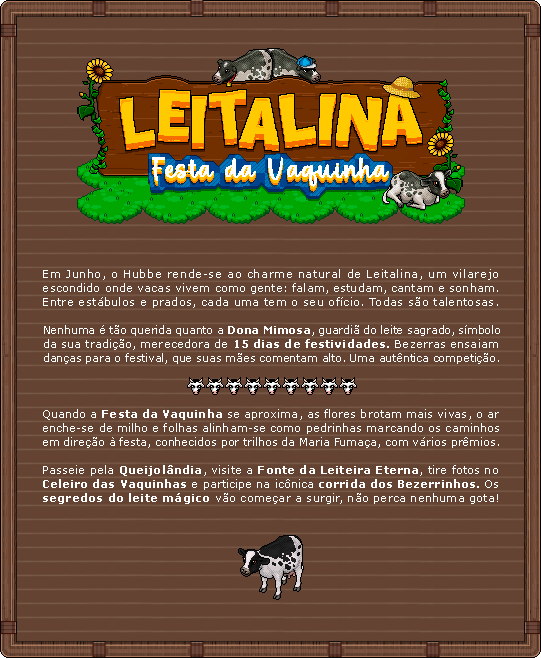 LEITALINA
Festa da Vaquinha
Em Junho, o Hubbe rende-se ao charme natural de Leitalina, um vilarejo
escondido onde vacas vivem como gente: falam, estudam, cantam e sonham.
Entre estábulos e prados, cada uma tem o seu ofício. Todas são talentosas.
Nenhuma é tão querida quanto a Dona Mimosa, guardiã do leite sagrado, símbolo
da sua tradição, merecedora de 15 dias de festividades. Bezerras ensaiam
danças para o festival, que suas mães comentam alto. Uma autêntica competição.
Quando a Festa da Vaquinha se aproxima, as flores brotam mais vivas, o ar
enche-se de milho e folhas alinham-se como pedrinhas marcando os caminhos
em direção à festa, conhecidos por trilhos da Maria Fumaça, com vários prêmios.
Passeie pela Queijolândia, visite a Fonte da Leiteira Eterna, tire fotos no
Celeiro das Vaquinhas e participe na icônica corrida dos Bezerrinhos. Os
segredos do leite mágico vão começar a surgir, não perca nenhuma gota!